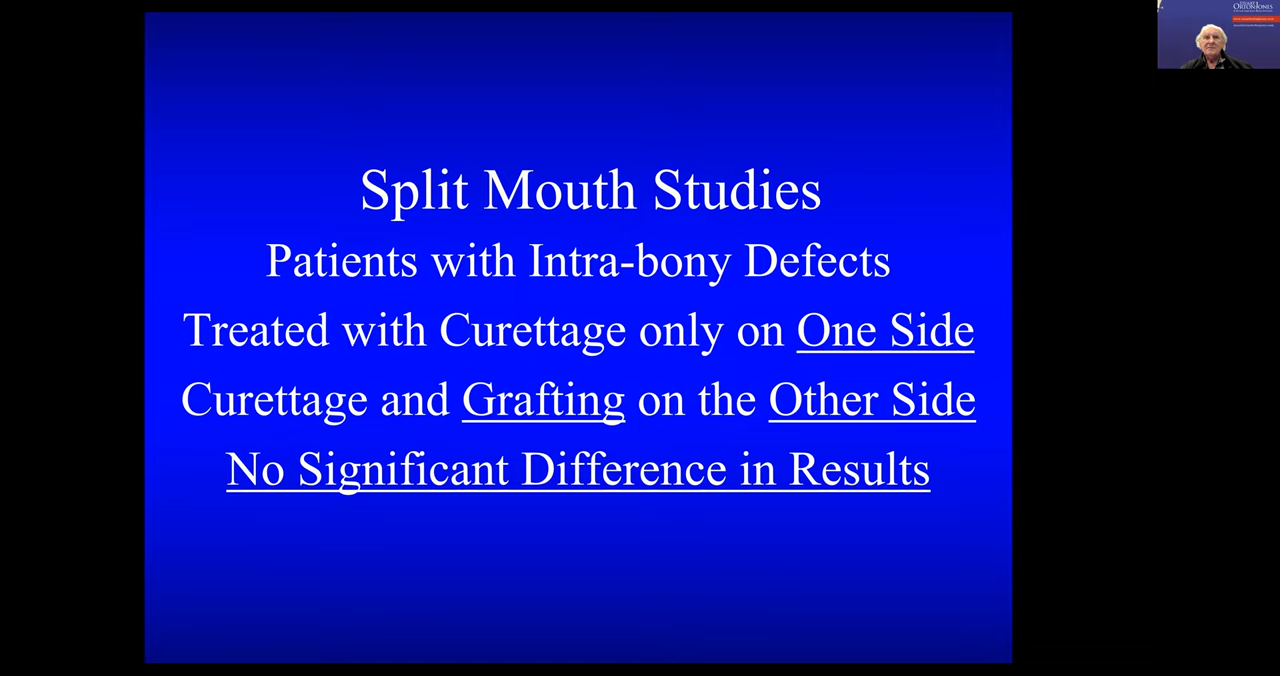 Split Mouth Studies
Patients with Intra-bony Defects
Treated with Curettage only on One Side
Curettage and Grafting on the Other Side
No Significant Difference in Results
ORTONJONES